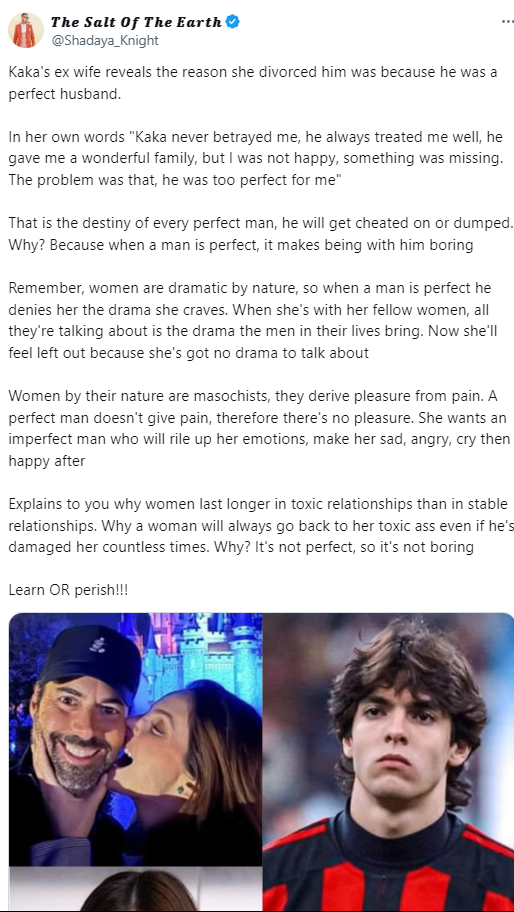 The Salt Of The Earth
@Shadaya_Knight
Kaka's ex wife reveals the reason she divorced him was because he was a
perfect husband.
In her own words "Kaka never betrayed me, he always treated me well, he
gave me a wonderful family, but I was not happy, something was missing.
The problem was that, he was too perfect for me"
That is the destiny of every perfect man, he will get cheated on or dumped.
Why? Because when a man is perfect, it makes being with him boring
Remember, women are dramatic by nature, so when a man is perfect he
denies her the drama she craves. When she's with her fellow women, all
they're talking about is the drama the men in their lives bring. Now she'll
feel left out because she's got no drama to talk about
Women by their nature are masochists, they derive pleasure from pain. A
perfect man doesn't give pain, therefore there's no pleasure. She wants an
imperfect man who will rile up her emotions, make her sad, angry, cry then
happy after
Explains to you why women last longer in toxic relationships than in stable
relationships. Why a woman will always go back to her toxic ass even if he's
damaged her countless times. Why? It's not perfect, so it's not boring
Learn OR perish!!!